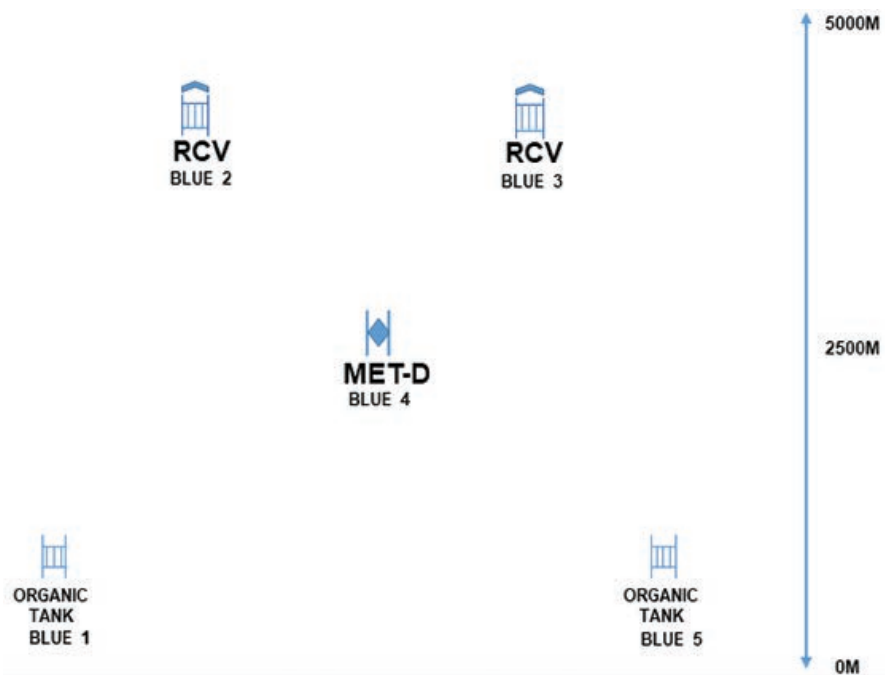 5000M
RCV
BLUE 2
RCV
BLUE 3
2500M
MET-D
BLUE 4
ORGANIC
TANK
BLUE 1
ORGANIC
TANK
BLUE 5
0M